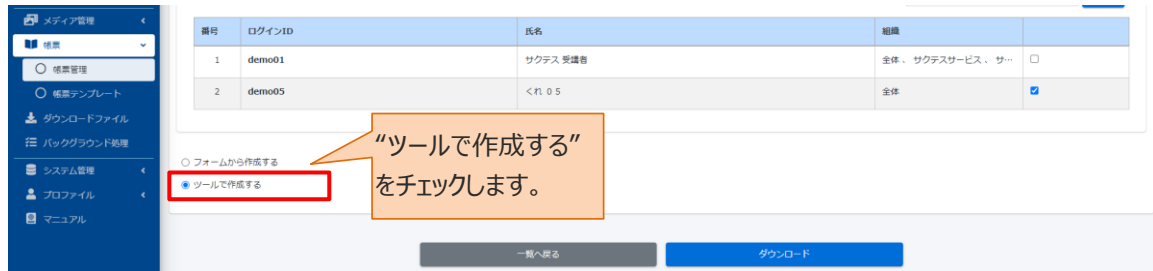 メディア管理
帳票
帳票管理
帳票テンプレート
ダウンロードファイル
バックグラウンド処理
システム管理
プロファイル
マニュアル
番号 ログインID 氏名 組織
1 demo01 サクテス 受講者 全体 、 サクテスサービス 、 サ…
2 demo05 くれ 0 5 全体
フォームから作成する
ツールで作成する
“ツールで作成する”
をチェックします。
一覧へ戻る ダウンロード